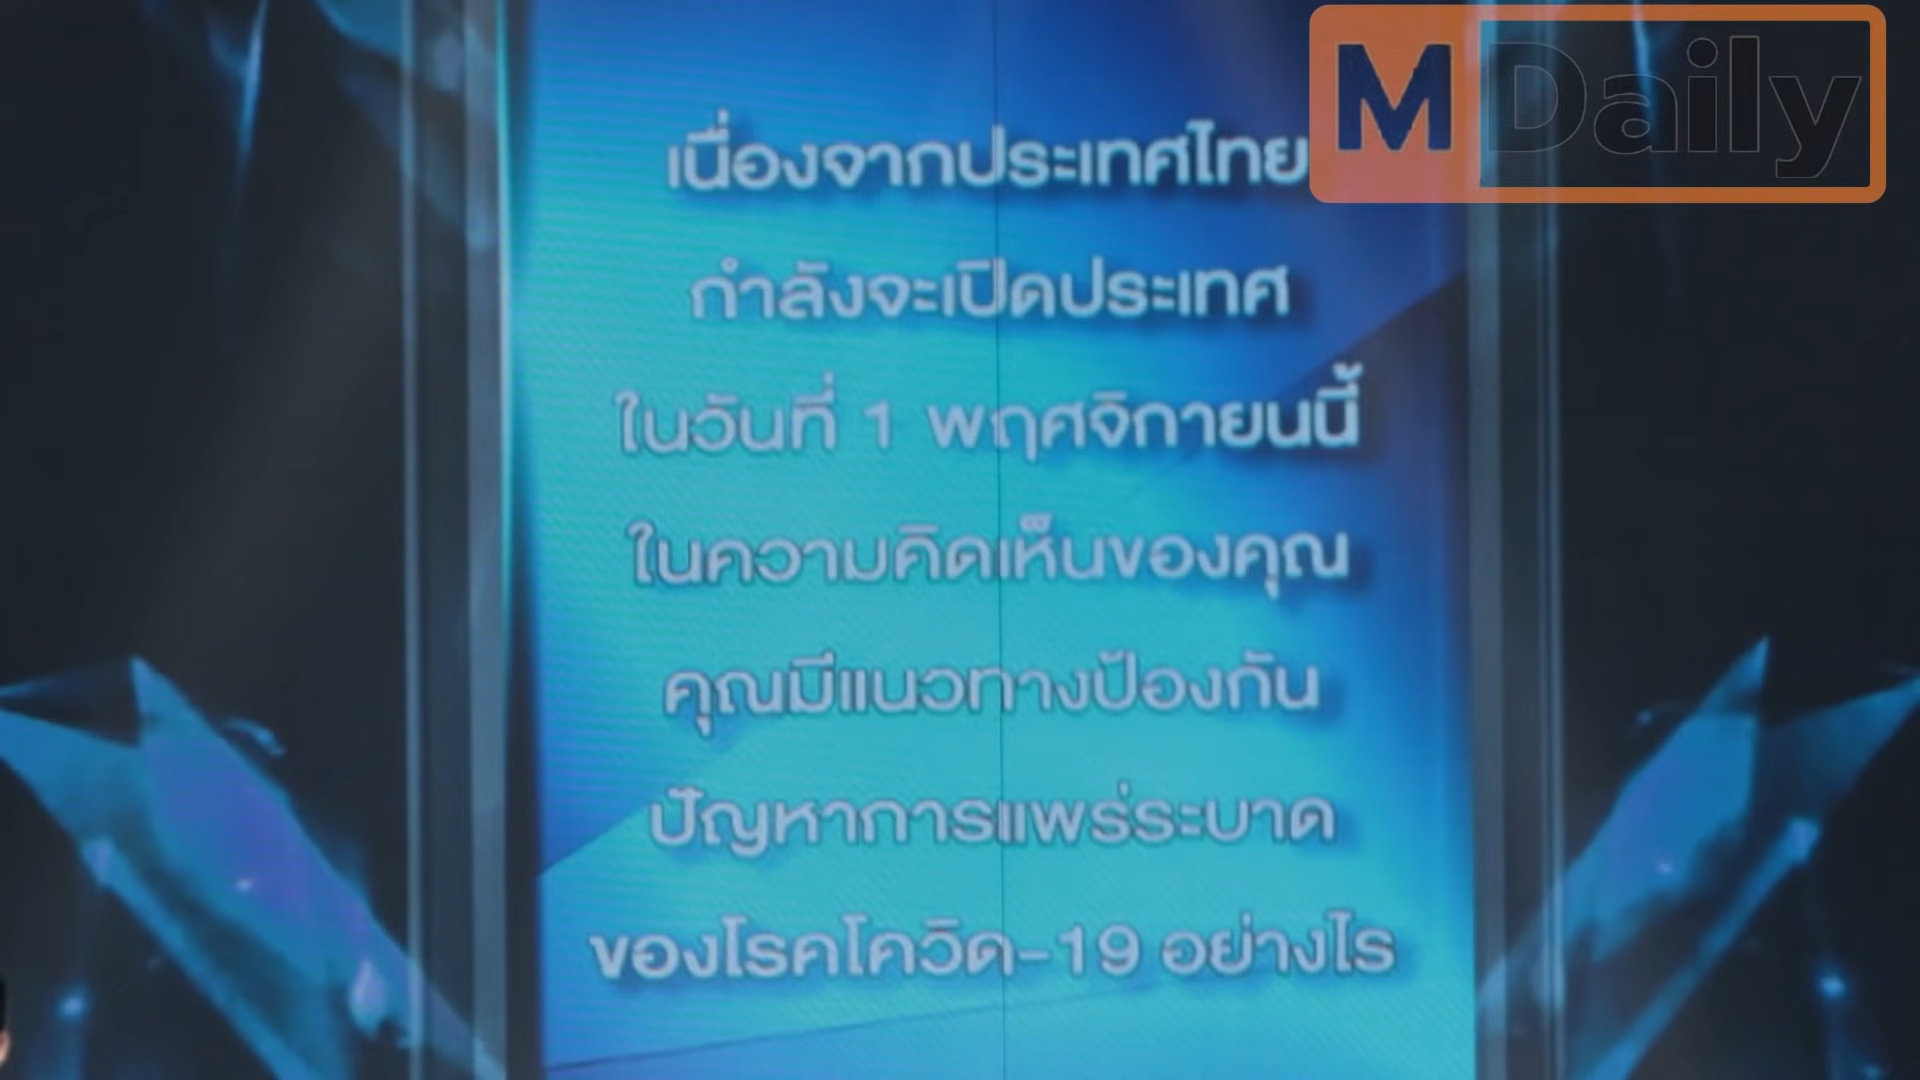 M Daily
เนื่องจากประเทศไทย
กำลังจะเปิดประเทศ
ในวันที่ 1 พฤศจิกายนนี้
ในความคิดเห็นของคุณ
คุณมีแนวทางป้องกัน
ปัญหาการแพร่ระบาด
ของโรคโควิด-19 อย่างไร